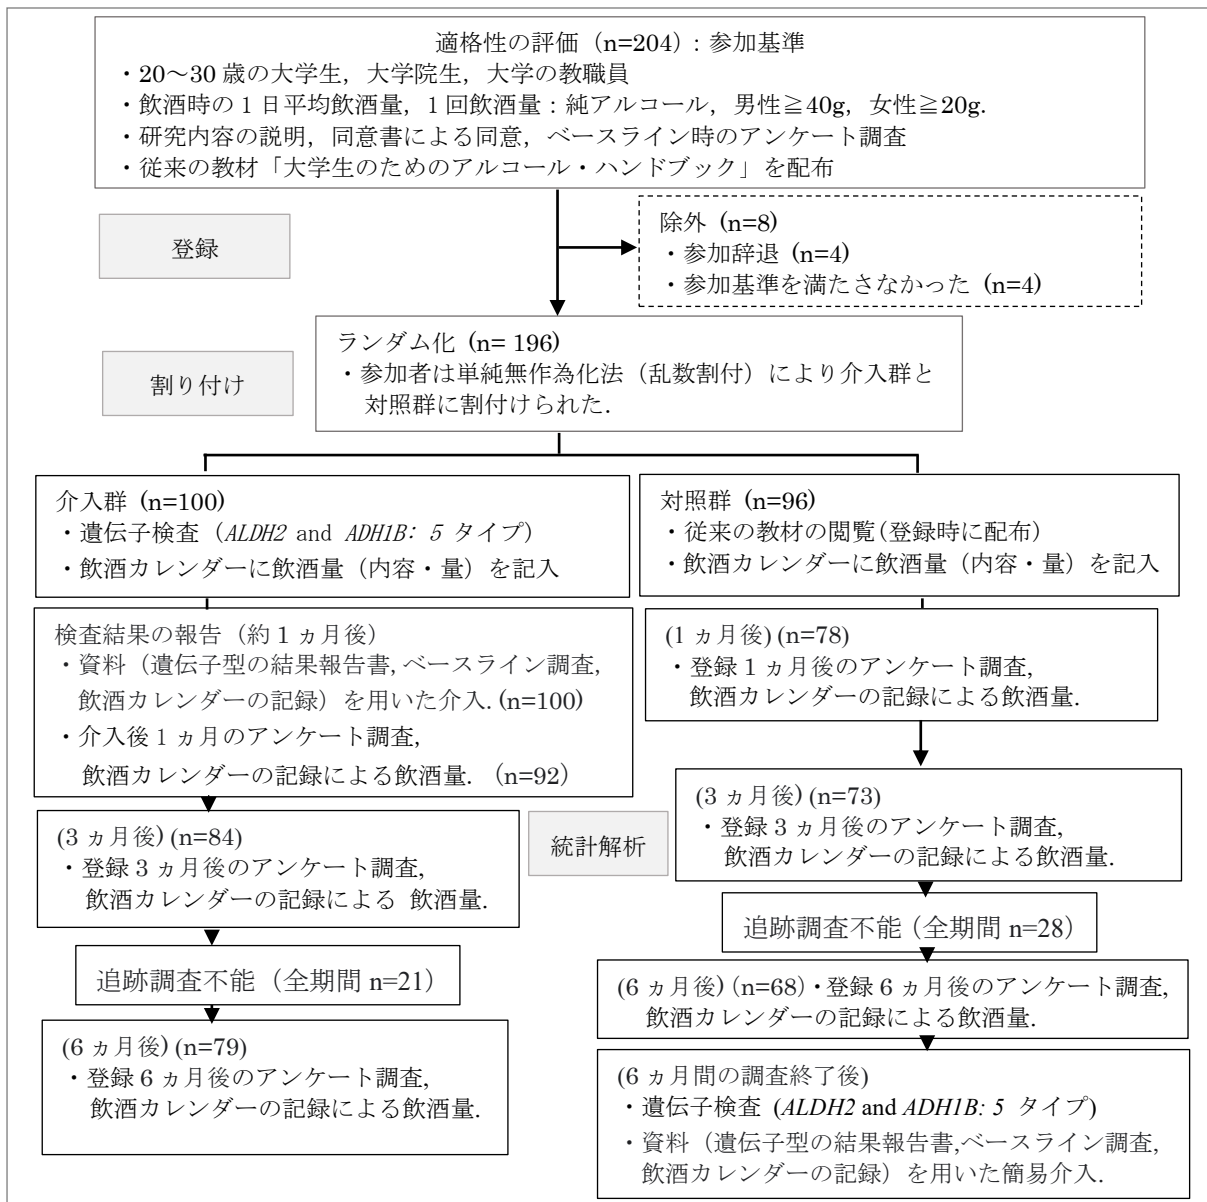 適格性の評価（n=204）: 参加基準
・20～30 歳の大学生，大学院生，大学の教職員
・飲酒時の 1 日平均飲酒量，1 回飲酒量：純アルコール，男性≧40g，女性≧20g.
・研究内容の説明，同意書による同意，ベースライン時のアンケート調査
・従来の教材「大学生のためのアルコール・ハンドブック」を配布
登録
除外 (n=8)
・参加辞退 (n=4)
・参加基準を満たさなかった (n=4)
ランダム化 (n= 196)
・参加者は単純無作為化法（乱数割付）により介入群と
対照群に割付けられた.
割り付け
介入群 (n=100)
・遺伝子検査（ALDH2 and ADH1B: 5 タイプ）
・飲酒カレンダーに飲酒量（内容・量）を記入
対照群 (n=96)
・従来の教材の閲覧(登録時に配布)
・飲酒カレンダーに飲酒量（内容・量）を記入
検査結果の報告（約 1 ヵ月後）
・資料（遺伝子型の結果報告書, ベースライン調査,
飲酒カレンダーの記録）を用いた介入. (n=100)
・介入後 1 ヵ月のアンケート調査,
飲酒カレンダーの記録による飲酒量. （n=92）
(1 ヵ月後) (n=78)
・登録 1 ヵ月後のアンケート調査,
飲酒カレンダーの記録による飲酒量.
(3 ヵ月後) (n=84)
・登録 3 ヵ月後のアンケート調査,
飲酒カレンダーの記録による 飲酒量.
統計解析
(3 ヵ月後) (n=73)
・登録 3 ヵ月後のアンケート調査,
飲酒カレンダーの記録による飲酒量.
追跡調査不能（全期間 n=21）
追跡調査不能（全期間 n=28）
(6 ヵ月後) (n=79)
・登録 6 ヵ月後のアンケート調査,
飲酒カレンダーの記録による飲酒量.
(6 ヵ月後) (n=68)・登録 6 ヵ月後のアンケート調査,
飲酒カレンダーの記録による飲酒量.
(6 ヵ月間の調査終了後)
・遺伝子検査 (ALDH2 and ADH1B: 5 タイプ)
・資料（遺伝子型の結果報告書,ベースライン調査,
飲酒カレンダーの記録）を用いた簡易介入.